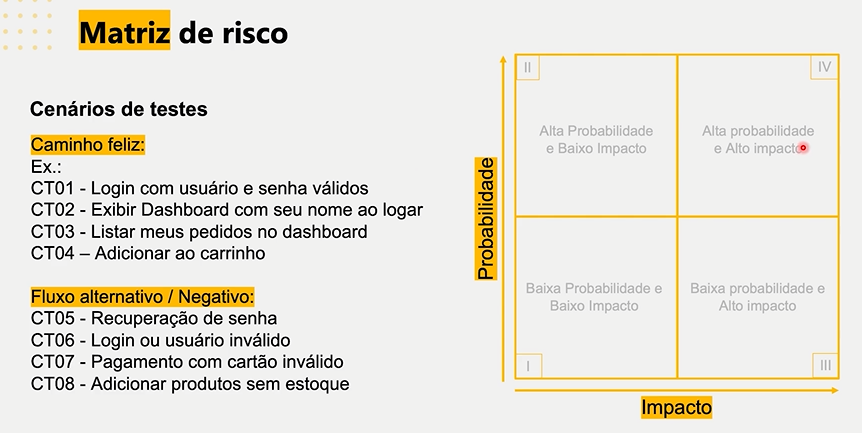 Matriz de risco
Cenários de testes
Caminho feliz:
Ex.:
CT01 - Login com usuário e senha válidos
CT02 - Exibir Dashboard com seu nome ao logar
CT03 - Listar meus pedidos no dashboard
CT04 – Adicionar ao carrinho
Fluxo alternativo / Negativo:
CT05 - Recuperação de senha
CT06 - Login ou usuário inválido
CT07 - Pagamento com cartão inválido
CT08 - Adicionar produtos sem estoque
Probabilidade
II
Alta Probabilidade
e Baixo Impacto
IV
Alta probabilidade
e Alto impacto
Baixa Probabilidade e
Baixo Impacto
I
Baixa probabilidade e
Alto impacto
III
Impacto